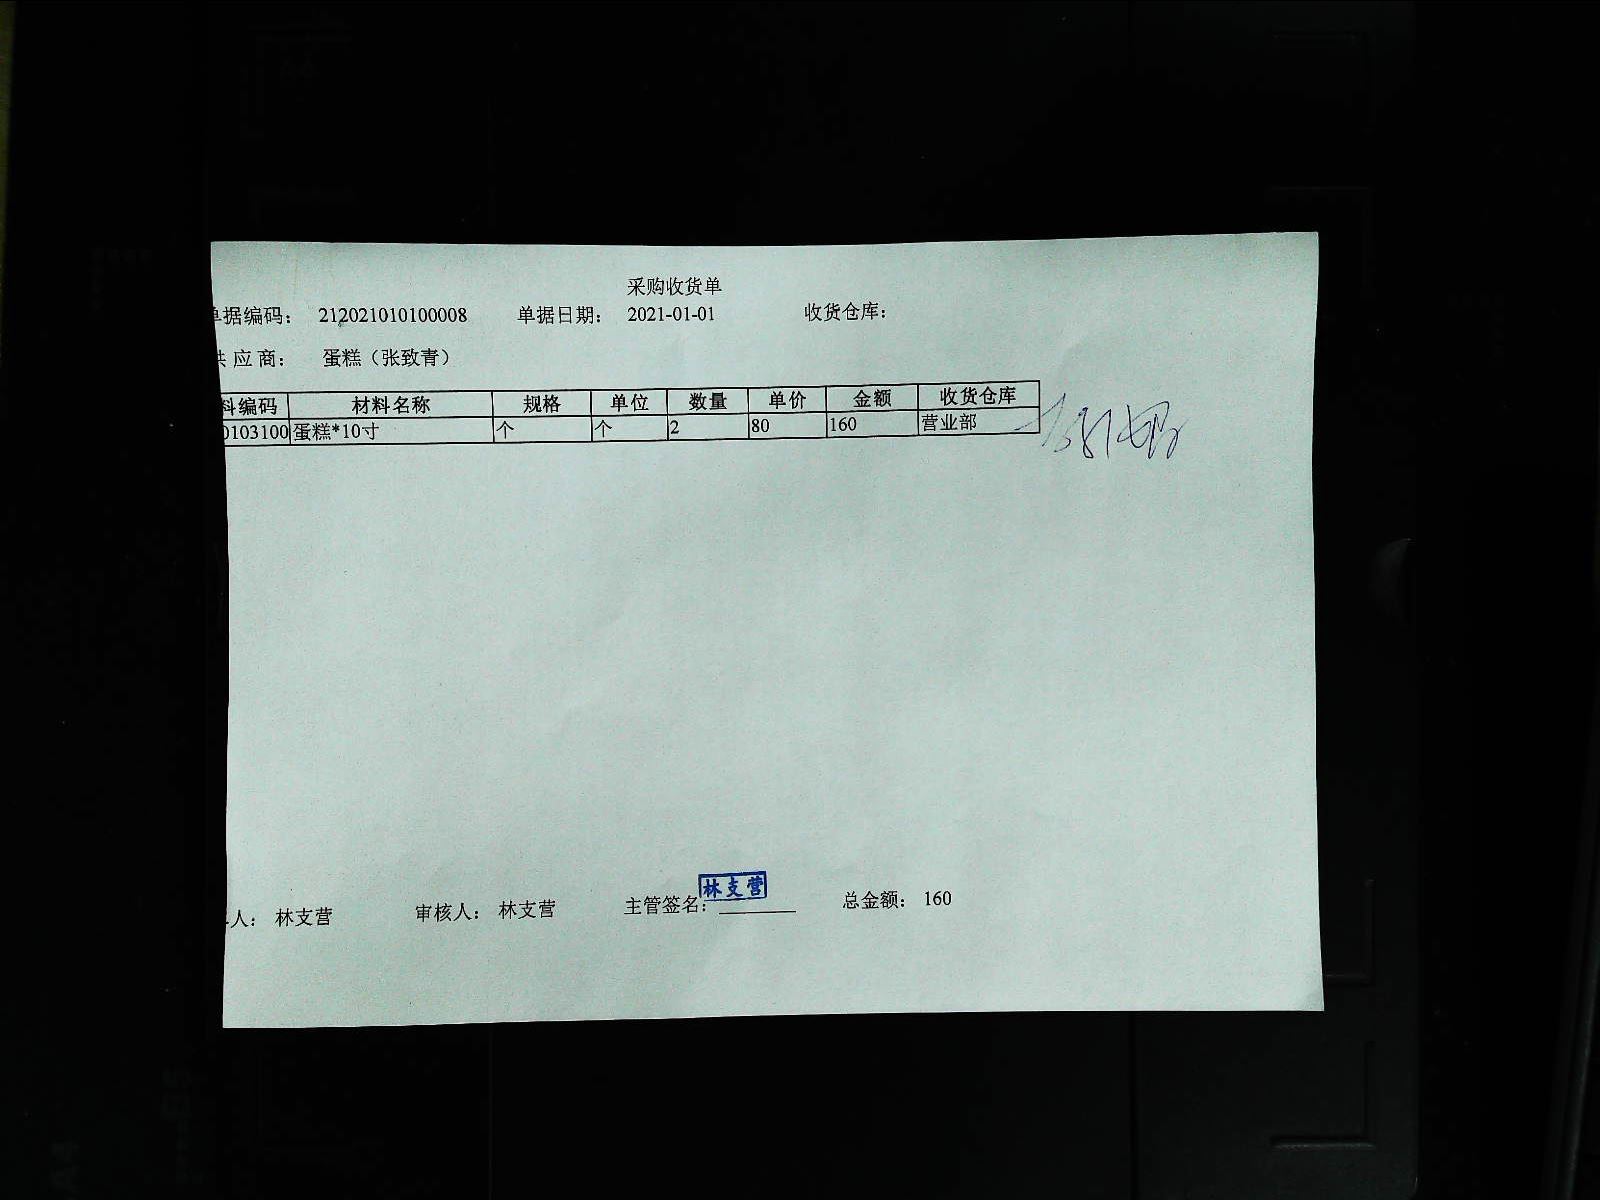 采购收货单
单据编码： 212021010100008 单据日期： 2021-01-01 收货仓库：
供 应 商： 蛋糕（张致青）
料编码 材料名称 规格 单位 数量 单价 金额 收货仓库
0103100 蛋糕*10寸 个 个 2 80 160 营业部
林支营
人： 林支营 审核人： 林支营 主管签名： 总金额： 160